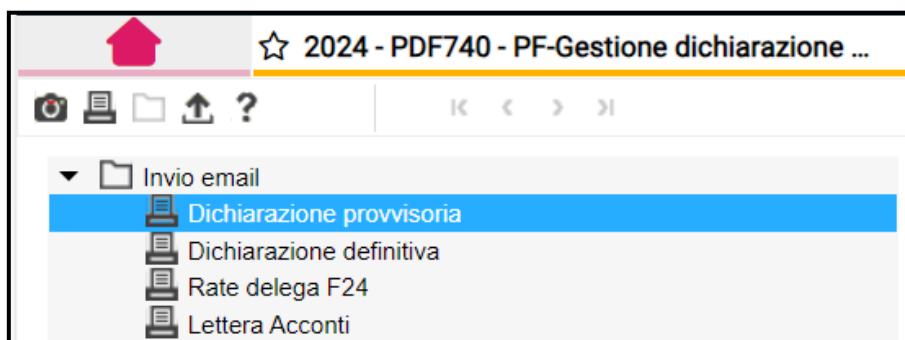 2024 - PDF740 - PF-Gestione dichiarazione ...
?
Invio email
Dichiarazione provvisoria
Dichiarazione definitiva
Rate delega F24
Lettera Acconti